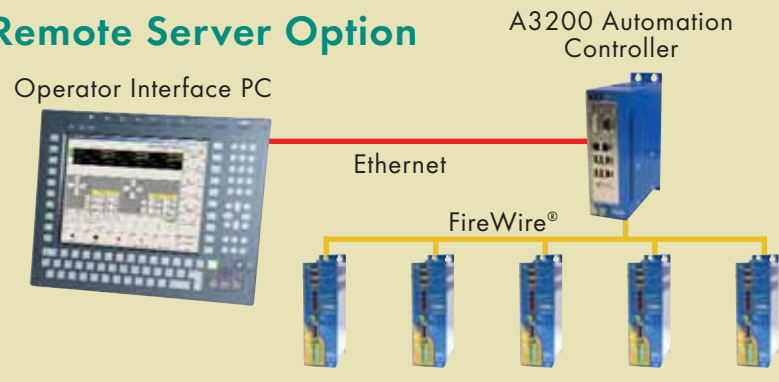 Remote Server Option
A3200 Automation
Controller
Operator Interface PC
Ethernet
FireWire®